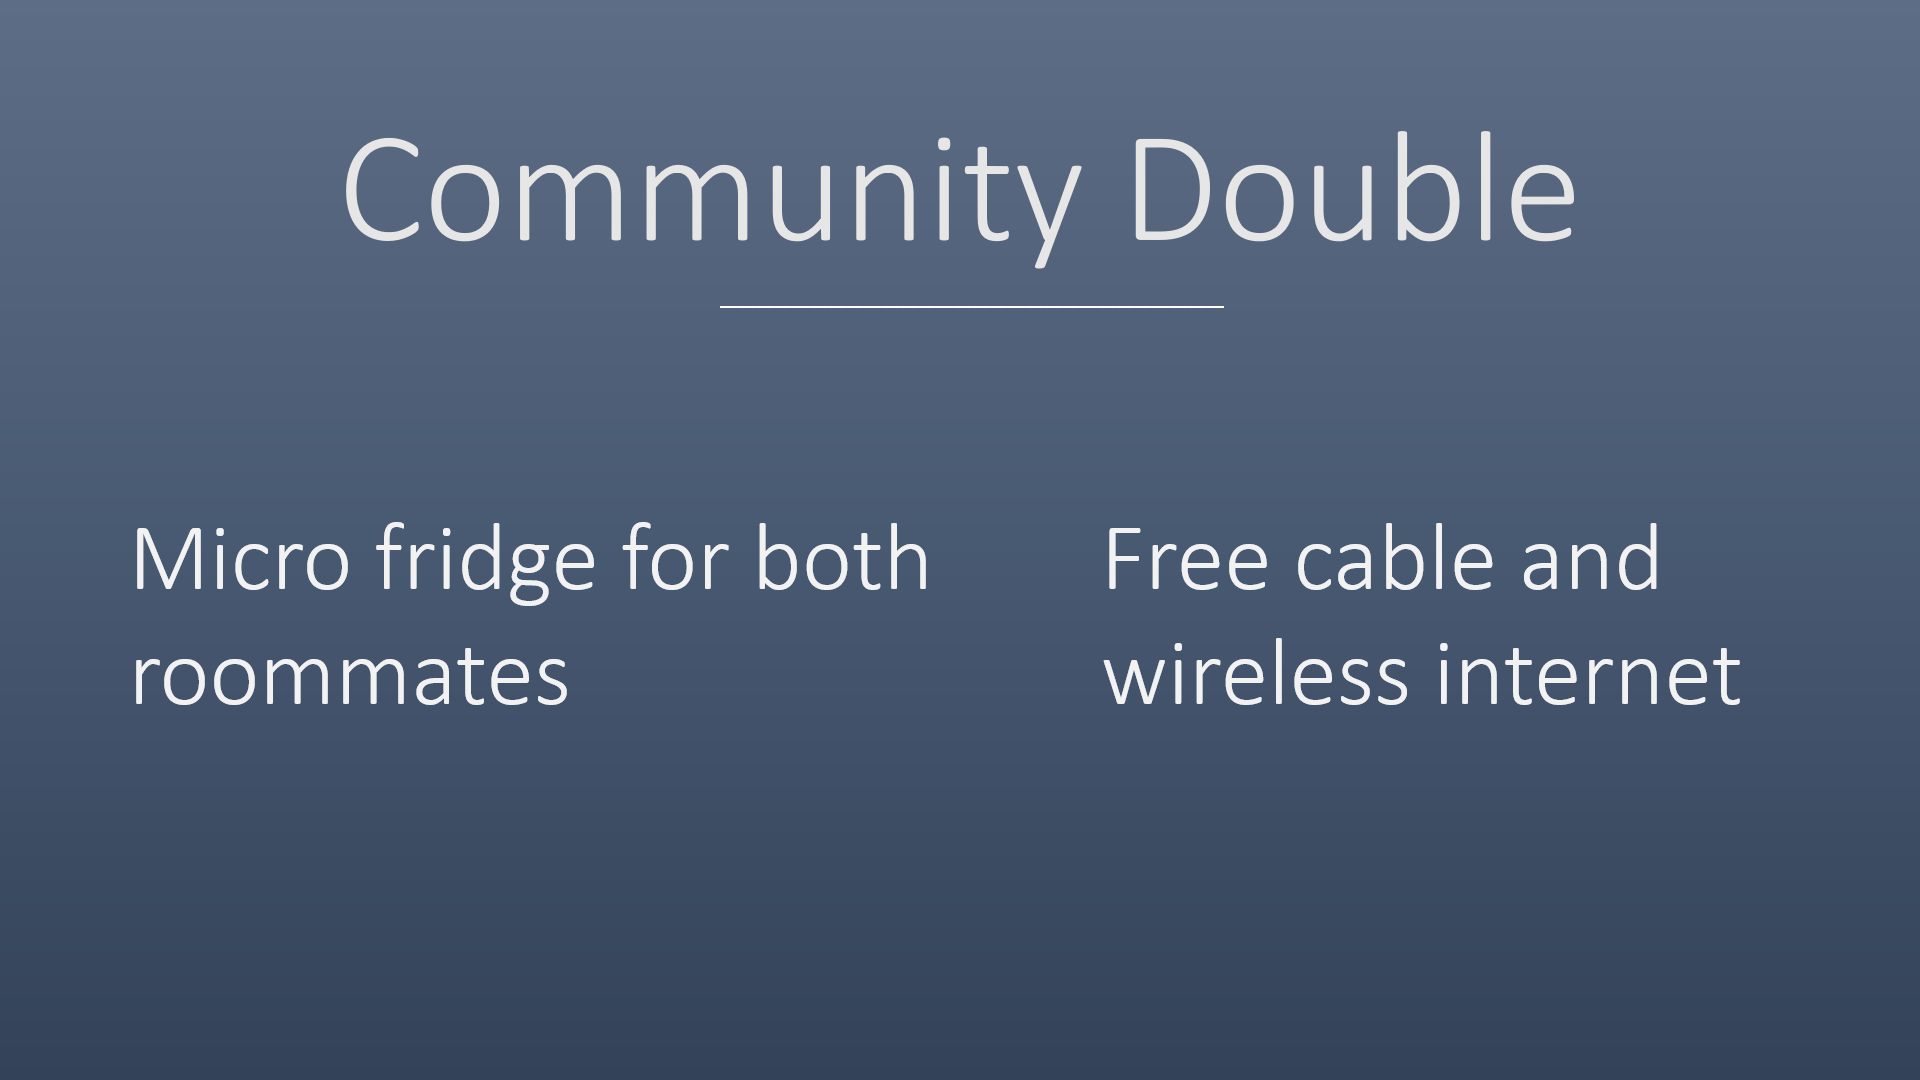 Community Double
Micro fridge for both
roommates
Free cable and
wireless internet